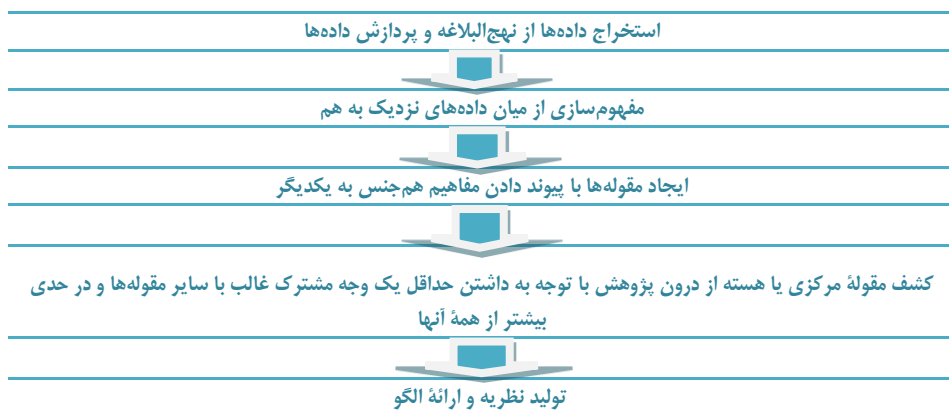 استخراج داده‌ها از نهج‌البلاغه و پردازش داده‌ها
مفهوم‌سازی از میان داده‌های نزدیک به هم
ایجاد مقوله‌ها با پیوند دادن مفاهیم هم‌جنس به یکدیگر
کشف مقولۀ مرکزی یا هسته از درون پژوهش با توجه به داشتن حداقل یک وجه مشترک غالب با سایر مقوله‌ها و در حدی
بیشتر از همۀ آنها
تولید نظریه و ارائۀ الگو